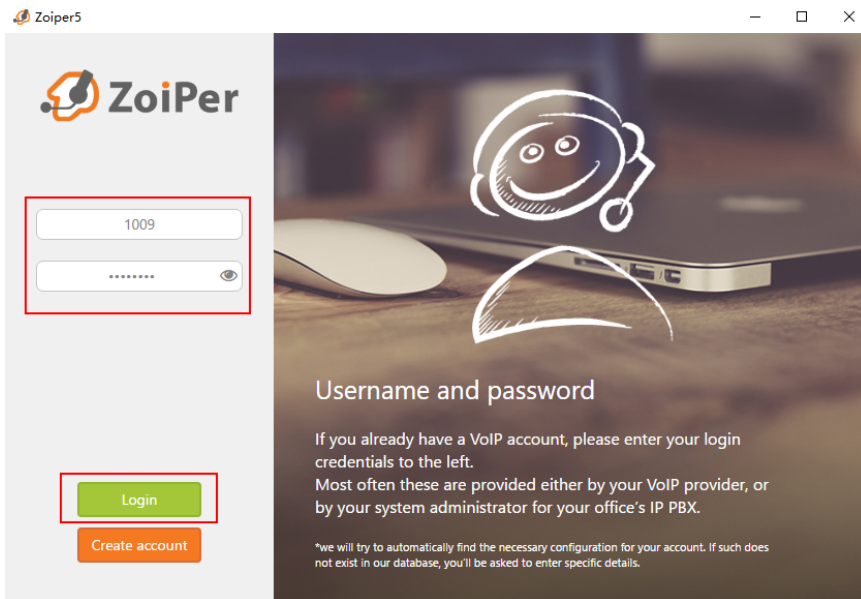 Zoiper5
ZoiPer
1009
••••••••
Login
Create account
Username and password
If you already have a VoIP account, please enter your login
credentials to the left.
Most often these are provided either by your VoIP provider, or
by your system administrator for your office's IP PBX.
*we will try to automatically find the necessary configuration for your account. If such does
not exist in our database, you'll be asked to enter specific details.